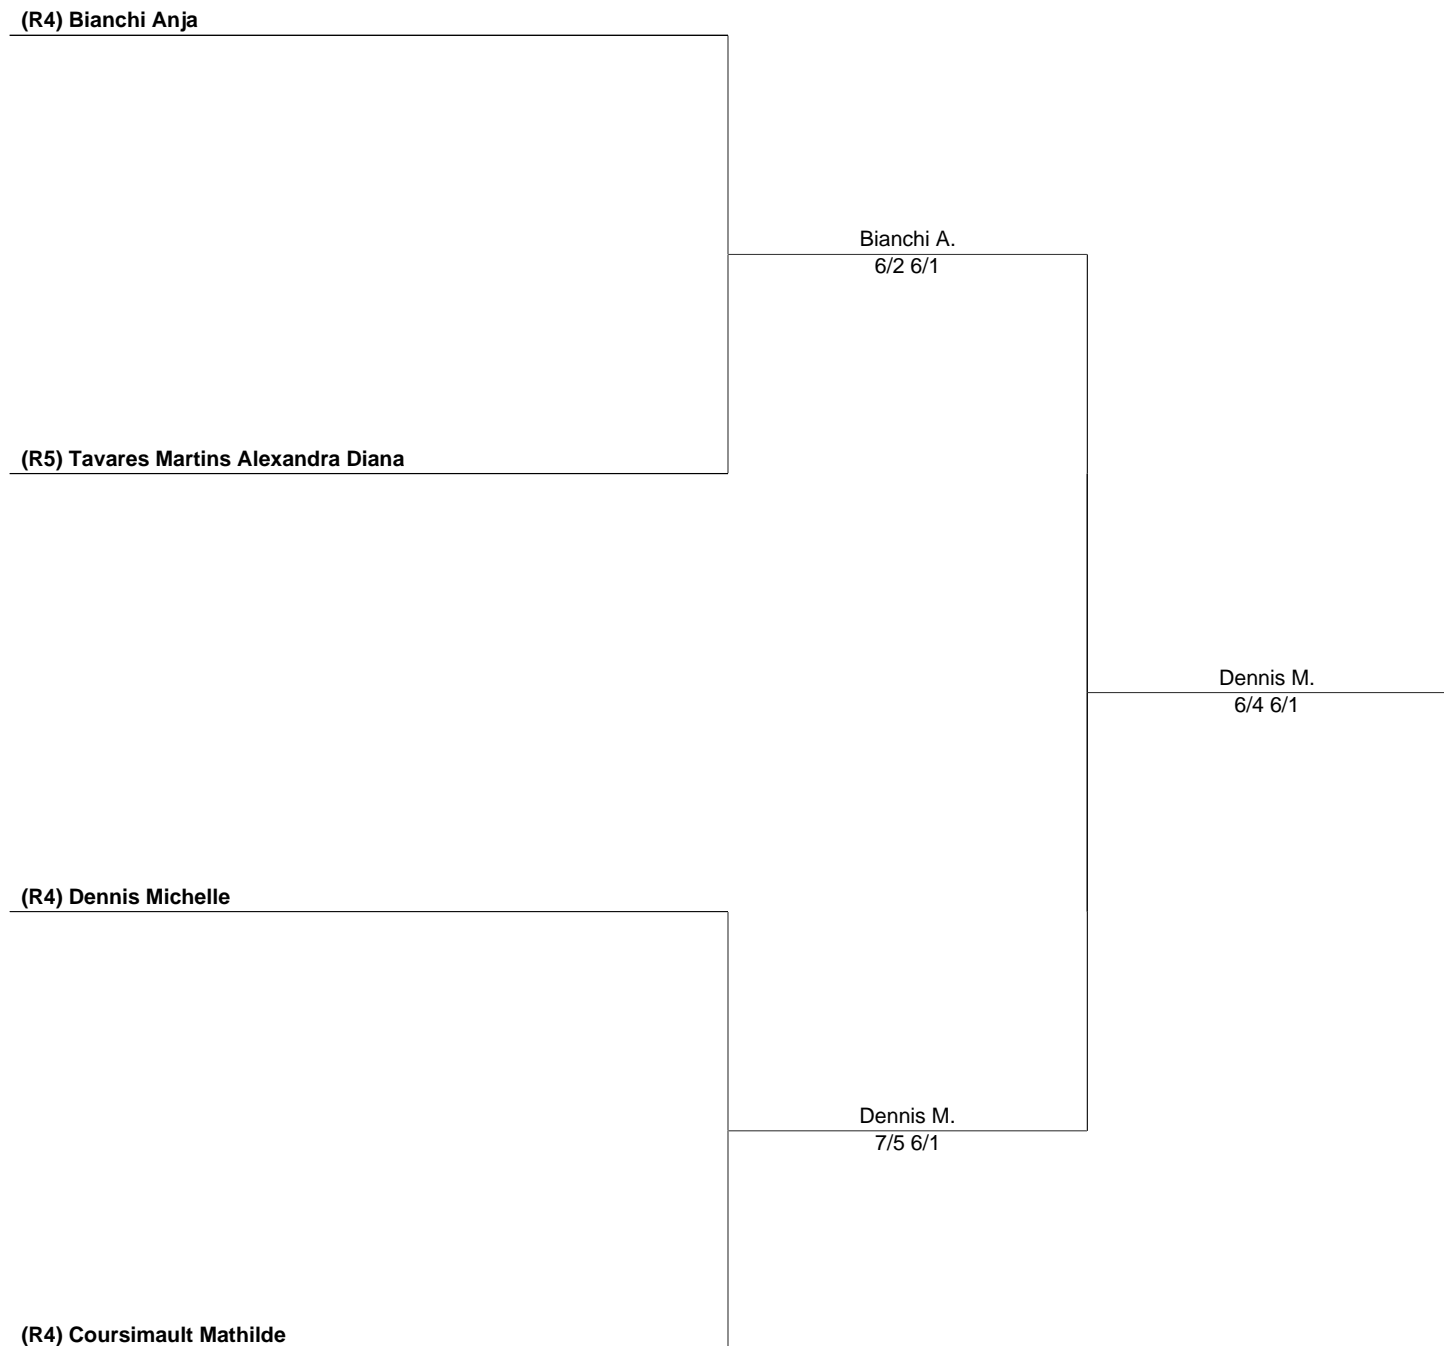 (R4) Bianchi Anja
Bianchi A.
6/2 6/1
(R5) Tavares Martins Alexandra Diana
Dennis M.
6/4 6/1
(R4) Dennis Michelle
Dennis M.
7/5 6/1
(R4) Coursimault Mathilde